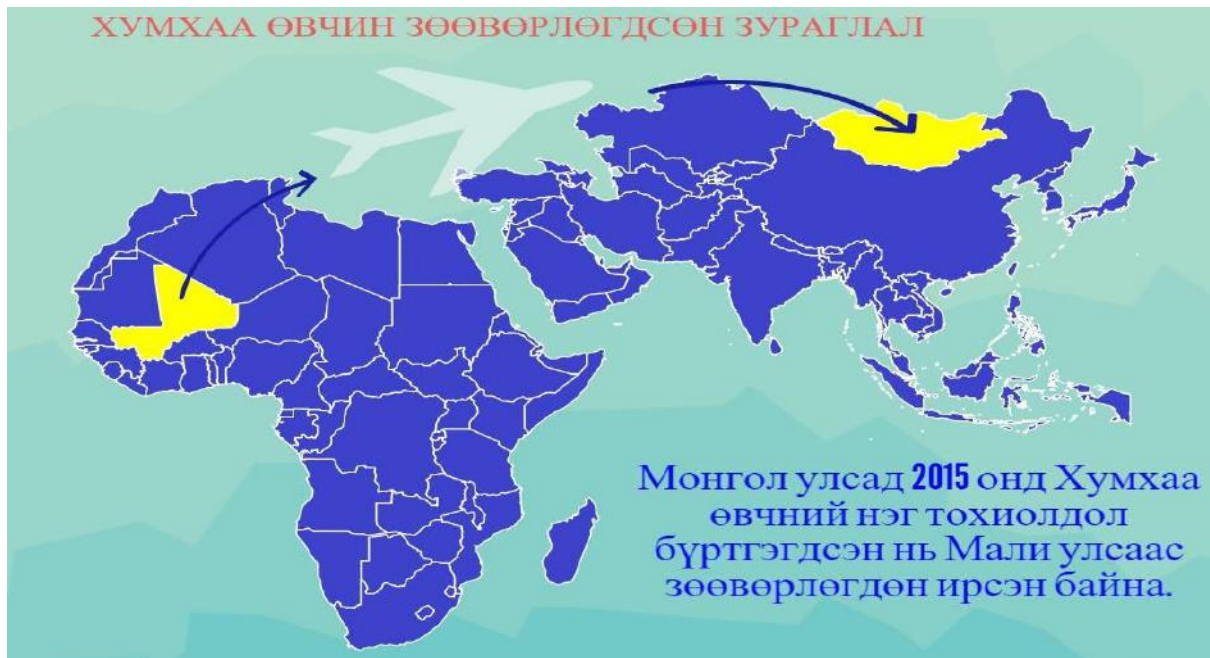 ХУМХАА ӨВЧИН ЗӨӨВӨРЛӨГДСӨН ЗУРАГЛАЛ
Монгол улсад 2015 онд Хумхаа
өвчний нэг тохиолдол
бүртгэгдсэн нь Мали улсаас
зөөвөрлөгдөн ирсэн байна.